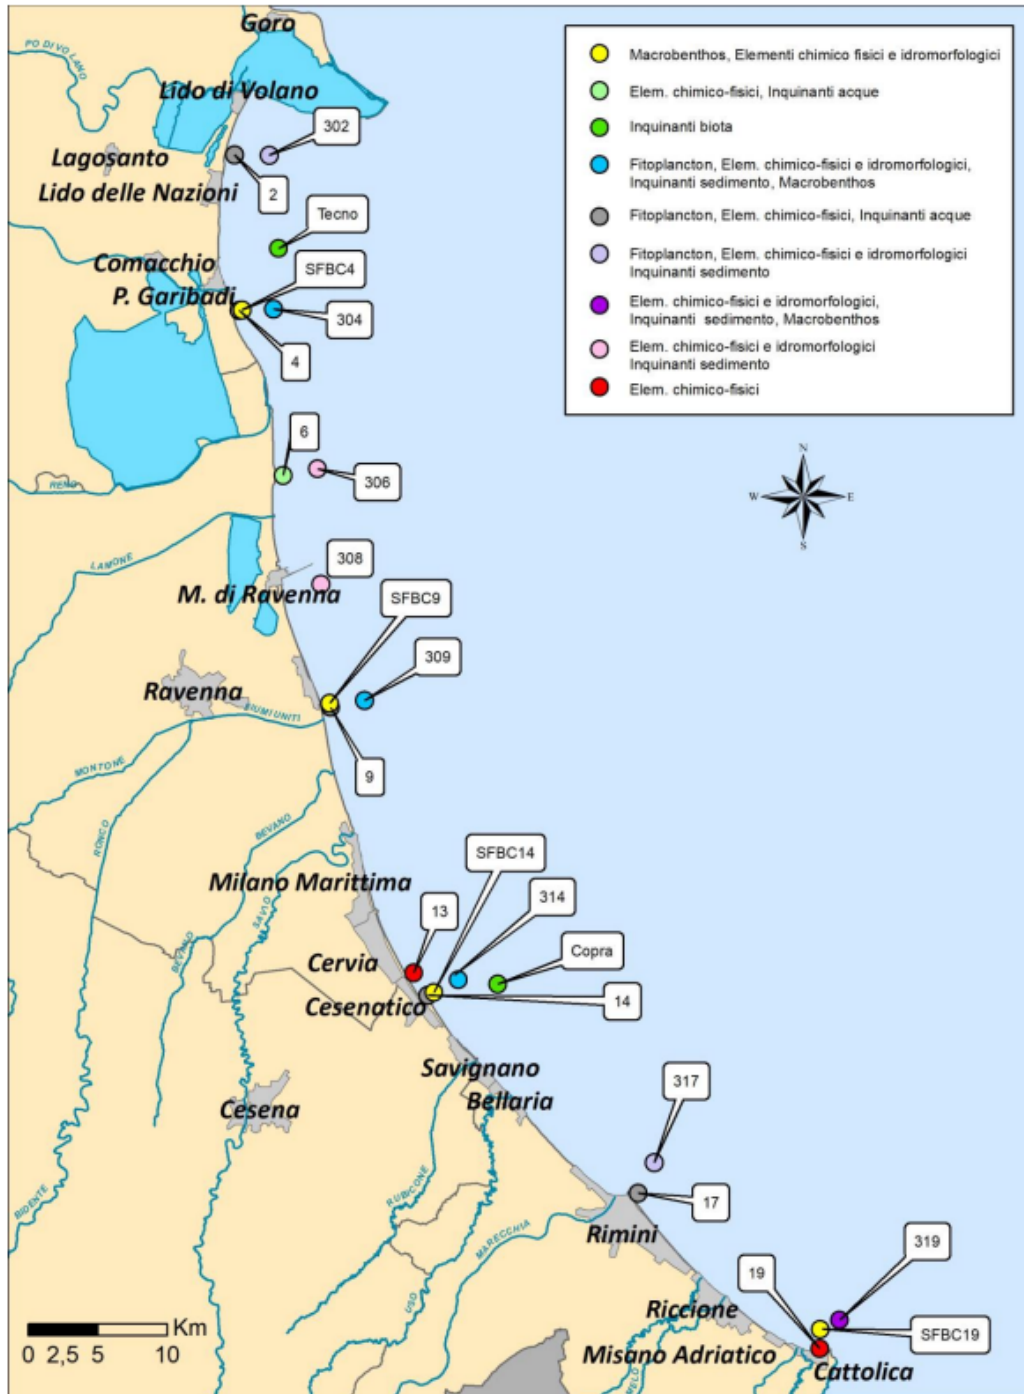 Goro
PO DI VOLANO
Lido di Volano
302
Lagosanto
Lido delle Nazioni
2
Tecno
Comacchio
SFBC4
P. Garibadi
304
4
6
306
RENO
LAMONE
308
M. di Ravenna
SFBC9
309
Ravenna
FIUMI UNITI
MONTONE
9
RONCO
BEVANO
SFBC14
Milano Marittima
13
314
SAVIO
BEVANO
Cervia
Copra
Cesenatico
14
Savignano
Bellaria
Cesena
317
RUBICONE
BIDENTE
17
MARECCHIA
Rimini
USO
19
319
Riccione
SFBC19
Misano Adriatico
Cattolica
MELO
Macrobenthos, Elementi chimico fisici e idromorfologici
Elem. chimico-fisici, Inquinanti acque
Inquinanti biota
Fitoplancton, Elem. chimico-fisici e idromorfologici,
Inquinanti sedimento, Macrobenthos
Fitoplancton, Elem. chimico-fisici, Inquinanti acque
Fitoplancton, Elem. chimico-fisici e idromorfologici
Inquinanti sedimento
Elem. chimico-fisici e idromorfologici,
Inquinanti sedimento, Macrobenthos
Elem. chimico-fisici e idromorfologici
Inquinanti sedimento
Elem. chimico-fisici
N
W E
S
Km
0 2,5 5 10